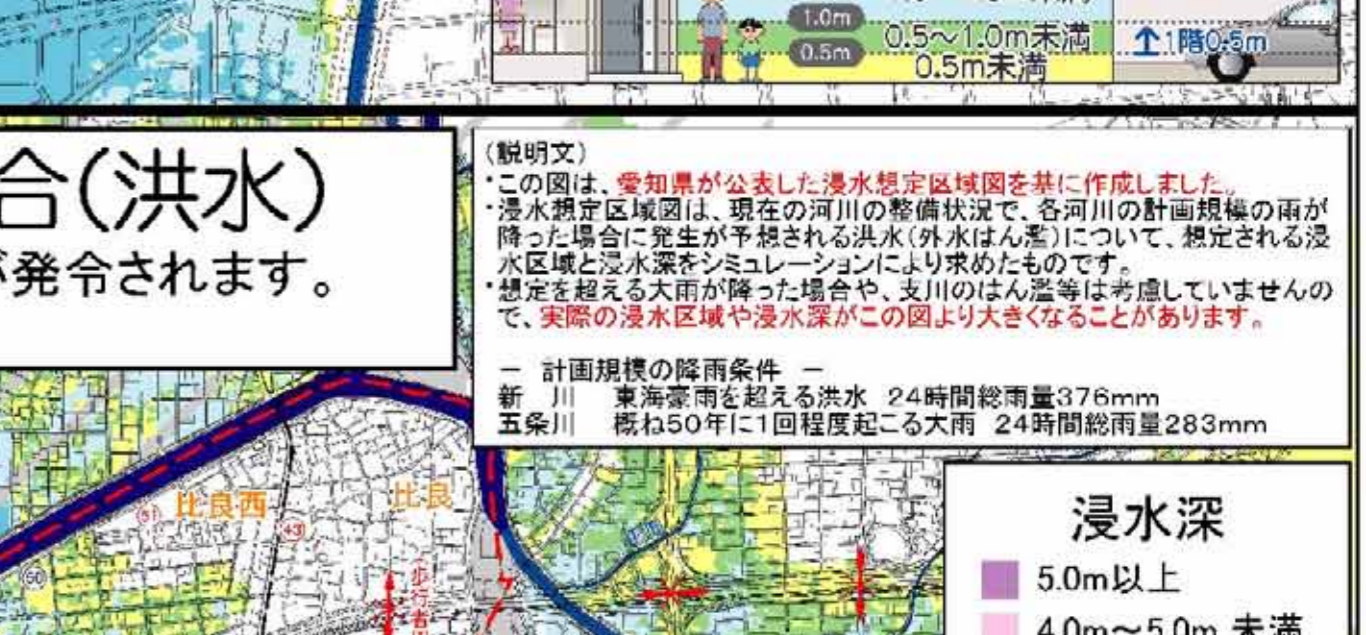 1.0m
0.5m
0.5～1.0m未満
0.5m未満
↑1階0.5m
合(洪水)
発令されます。
(説明文)
・この図は、愛知県が公表した浸水想定区域図を基に作成しました。
・浸水想定区域図は、現在の河川の整備状況で、各河川の計画規模の雨が
降った場合に発生が予想される洪水(外水はん濫)について、想定される浸
水区域と浸水深をシミュレーションにより求めたものです。
・想定を超える大雨が降った場合や、支川のはん濫等は考慮していませんの
で、実際の浸水区域や浸水深がこの図より大きくなることがあります。
－ 計画規模の降雨条件 －
新　川　東海豪雨を超える洪水 24時間総雨量376mm
五条川　概ね50年に1回程度起こる大雨 24時間総雨量283mm
比良西
比良
51
43
50
歩行者
浸水深
5.0m以上
4.0m～5.0m 未満